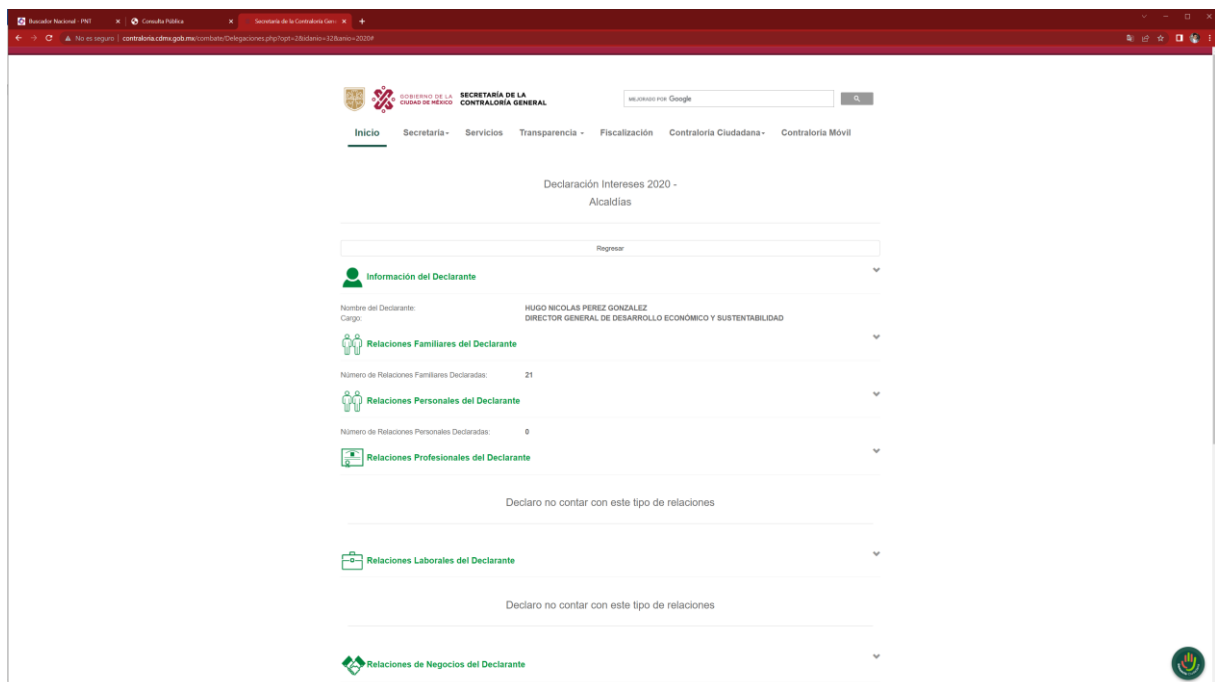 Buscador Nacional - PNT
Consulta Pública
Secretaría de la Contraloría Gene
No es seguro | contraloria.cdmx.gob.mx/combate/Delegaciones.php?opt=2&idanio=32&anio=2020#
GOBIERNO DE LA
CIUDAD DE MÉXICO
SECRETARÍA DE LA
CONTRALORÍA GENERAL
MEJORADO POR Google
Inicio Secretaría Servicios Transparencia Fiscalización Contraloría Ciudadana Contraloría Móvil
Declaración Intereses 2020 -
Alcaldías
Regresar
Información del Declarante
Nombre del Declarante: HUGO NICOLAS PEREZ GONZALEZ
Cargo: DIRECTOR GENERAL DE DESARROLLO ECONÓMICO Y SUSTENTABILIDAD
Relaciones Familiares del Declarante
Número de Relaciones Familiares Declaradas: 21
Relaciones Personales del Declarante
Número de Relaciones Personales Declaradas: 0
Relaciones Profesionales del Declarante
Declaro no contar con este tipo de relaciones
Relaciones Laborales del Declarante
Declaro no contar con este tipo de relaciones
Relaciones de Negocios del Declarante